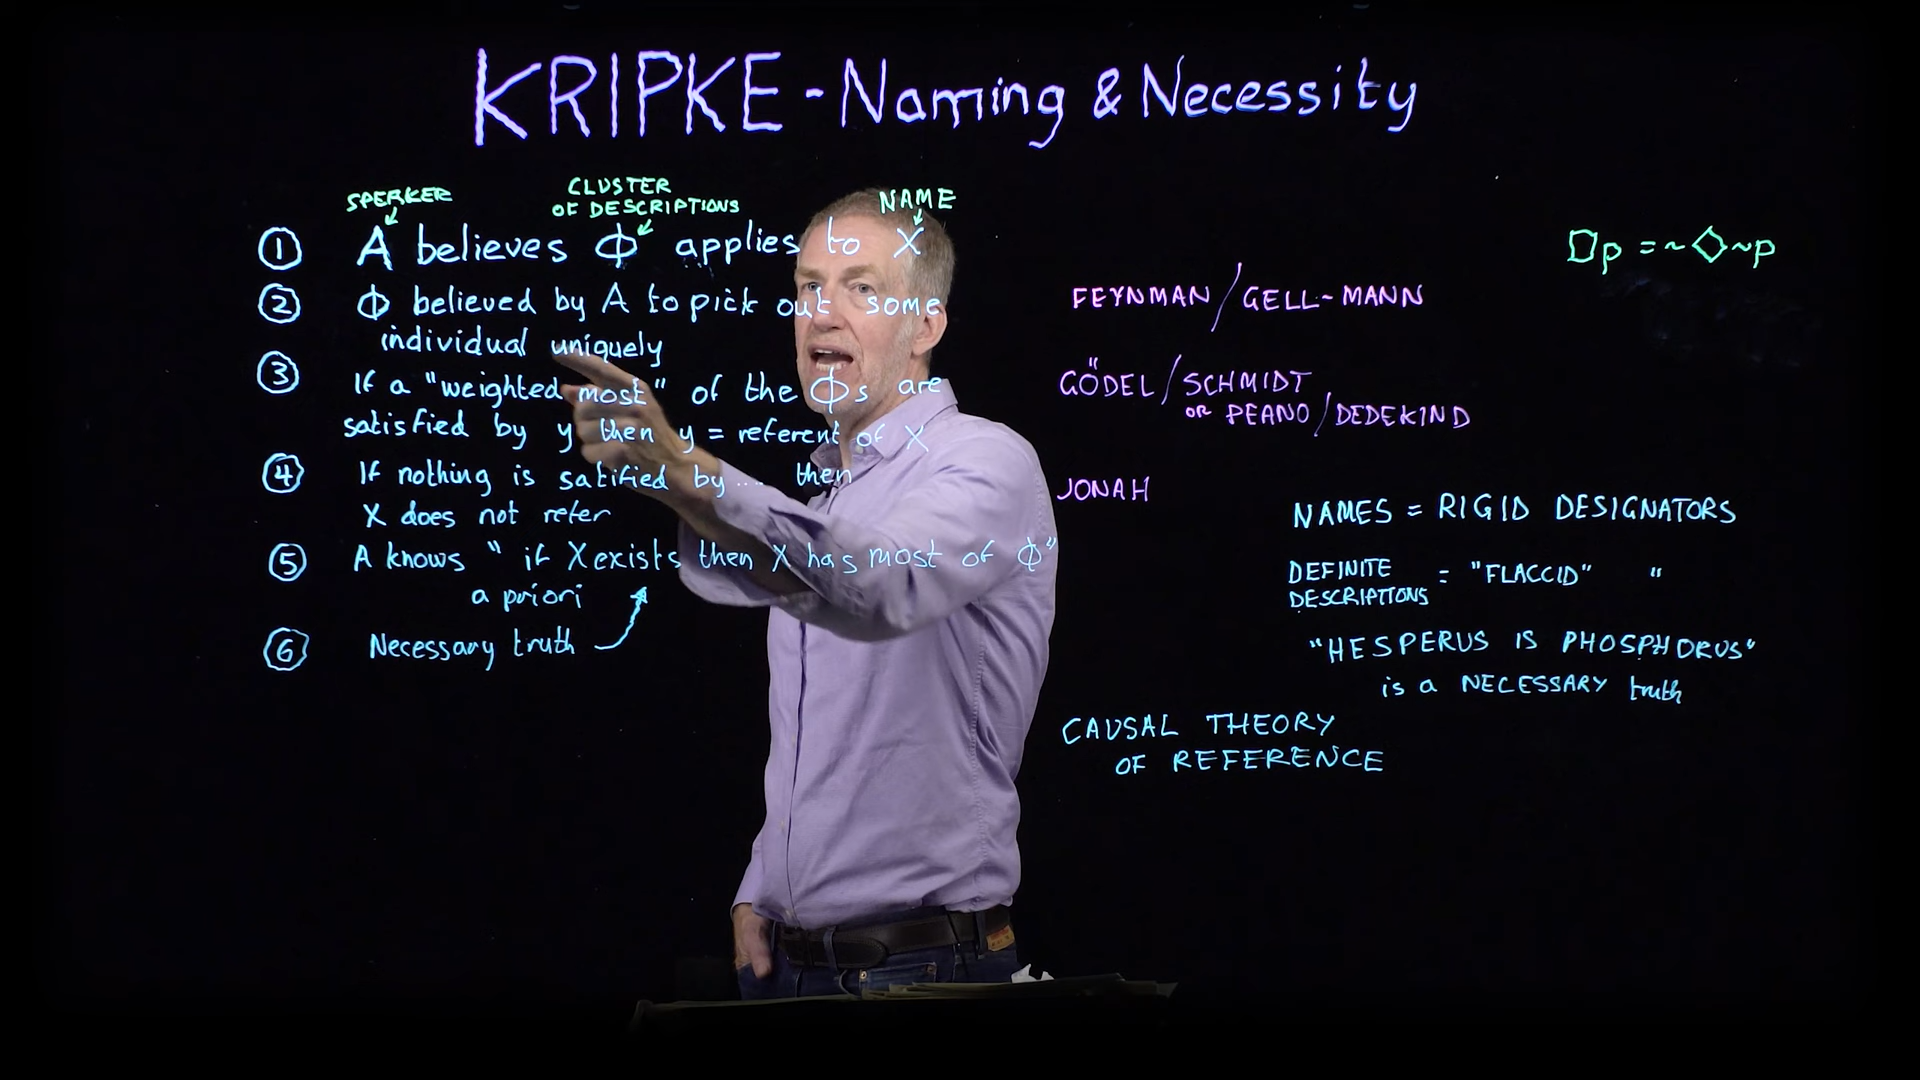 KRIPKE - Naming & Necessity
SPEAKER
CLUSTER
OF DESCRIPTIONS
NAME
① A believes Φ applies to X
② Φ believed by A to pick out some
individual uniquely
③ If a "weighted most" of the Φs are
satisfied by y then y = referent of X
④ If nothing is satified by .... then
X does not refer
⑤ A knows "if X exists then X has most of Φ"
a priori
⑥ Necessary truth
FEYNMAN / GELL-MANN
GÖDEL / SCHMIDT
OR PEANO / DEDEKIND
JONAH
□p = ~◇~p
NAMES = RIGID DESIGNATORS
DEFINITE
DESCRIPTIONS = "FLACCID" "
"HESPERUS IS PHOSPHORUS"
is a NECESSARY truth
CAUSAL THEORY
OF REFERENCE